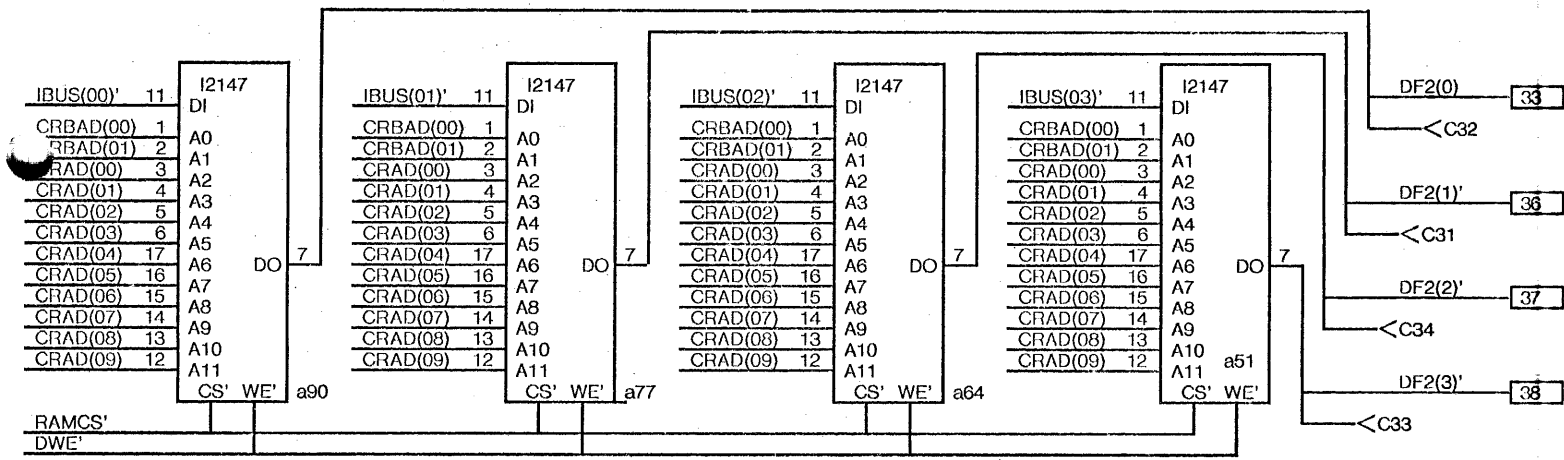 I2147
IBUS(00)' 11 DI
CRBAD(00) 1 A0
RBAD(01) 2 A1
CRAD(00) 3 A2
CRAD(01) 4 A3
CRAD(02) 5 A4
CRAD(03) 6 A5
CRAD(04) 17 A6 DO 7
CRAD(05) 16 A7
CRAD(06) 15 A8
CRAD(07) 14 A9
CRAD(08) 13 A10
CRAD(09) 12 A11
CS' WE' a90
I2147
IBUS(01)' 11 DI
CRBAD(00) 1 A0
CRBAD(01) 2 A1
CRAD(00) 3 A2
CRAD(01) 4 A3
CRAD(02) 5 A4
CRAD(03) 6 A5
CRAD(04) 17 A6 DO 7
CRAD(05) 16 A7
CRAD(06) 15 A8
CRAD(07) 14 A9
CRAD(08) 13 A10
CRAD(09) 12 A11
CS' WE' a77
I2147
IBUS(02)' 11 DI
CRBAD(00) 1 A0
CRBAD(01) 2 A1
CRAD(00) 3 A2
CRAD(01) 4 A3
CRAD(02) 5 A4
CRAD(03) 6 A5
CRAD(04) 17 A6 DO 7
CRAD(05) 16 A7
CRAD(06) 15 A8
CRAD(07) 14 A9
CRAD(08) 13 A10
CRAD(09) 12 A11
CS' WE' a64
I2147
IBUS(03)' 11 DI
CRBAD(00) 1 A0
CRBAD(01) 2 A1
CRAD(00) 3 A2
CRAD(01) 4 A3
CRAD(02) 5 A4
CRAD(03) 6 A5
CRAD(04) 17 A6 DO 7
CRAD(05) 16 A7
CRAD(06) 15 A8
CRAD(07) 14 A9
CRAD(08) 13 A10
CRAD(09) 12 A11
a51
CS' WE'
RAMCS'
DWE'
DF2(0) 33
C32
DF2(1)' 36
C31
DF2(2)' 37
C34
DF2(3)' 38
C33